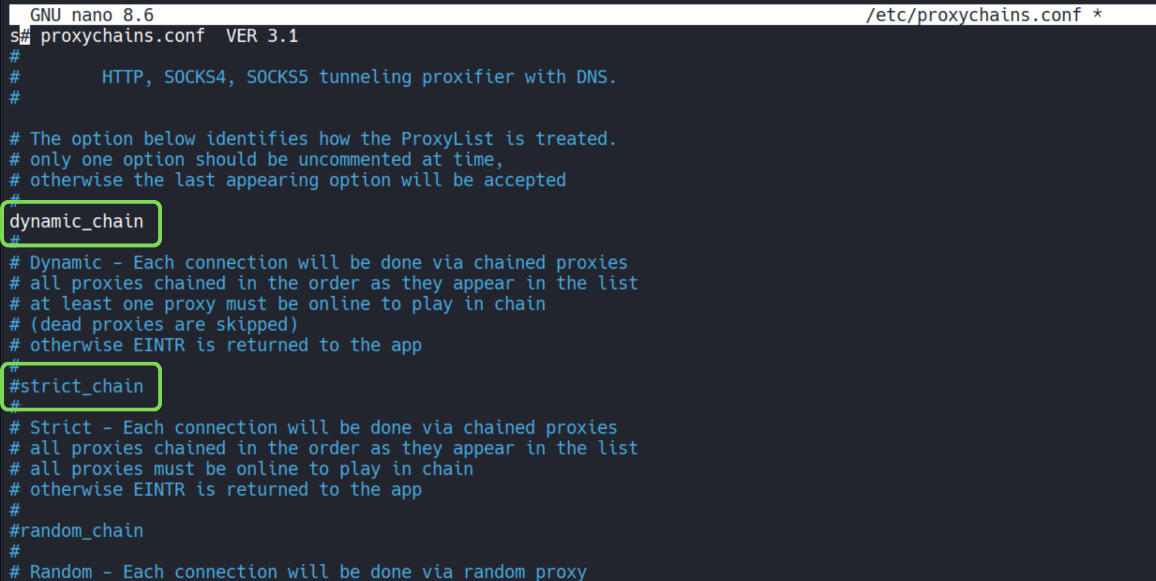 GNU nano 8.6 /etc/proxychains.conf *
s# proxychains.conf  VER 3.1
#
#        HTTP, SOCKS4, SOCKS5 tunneling proxifier with DNS.
#

# The option below identifies how the ProxyList is treated.
# only one option should be uncommented at time,
# otherwise the last appearing option will be accepted
#
dynamic_chain
#
# Dynamic - Each connection will be done via chained proxies
# all proxies chained in the order as they appear in the list
# at least one proxy must be online to play in chain
# (dead proxies are skipped)
# otherwise EINTR is returned to the app
#
#strict_chain
#
# Strict - Each connection will be done via chained proxies
# all proxies chained in the order as they appear in the list
# all proxies must be online to play in chain
# otherwise EINTR is returned to the app
#
#random_chain
#
# Random - Each connection will be done via random proxy